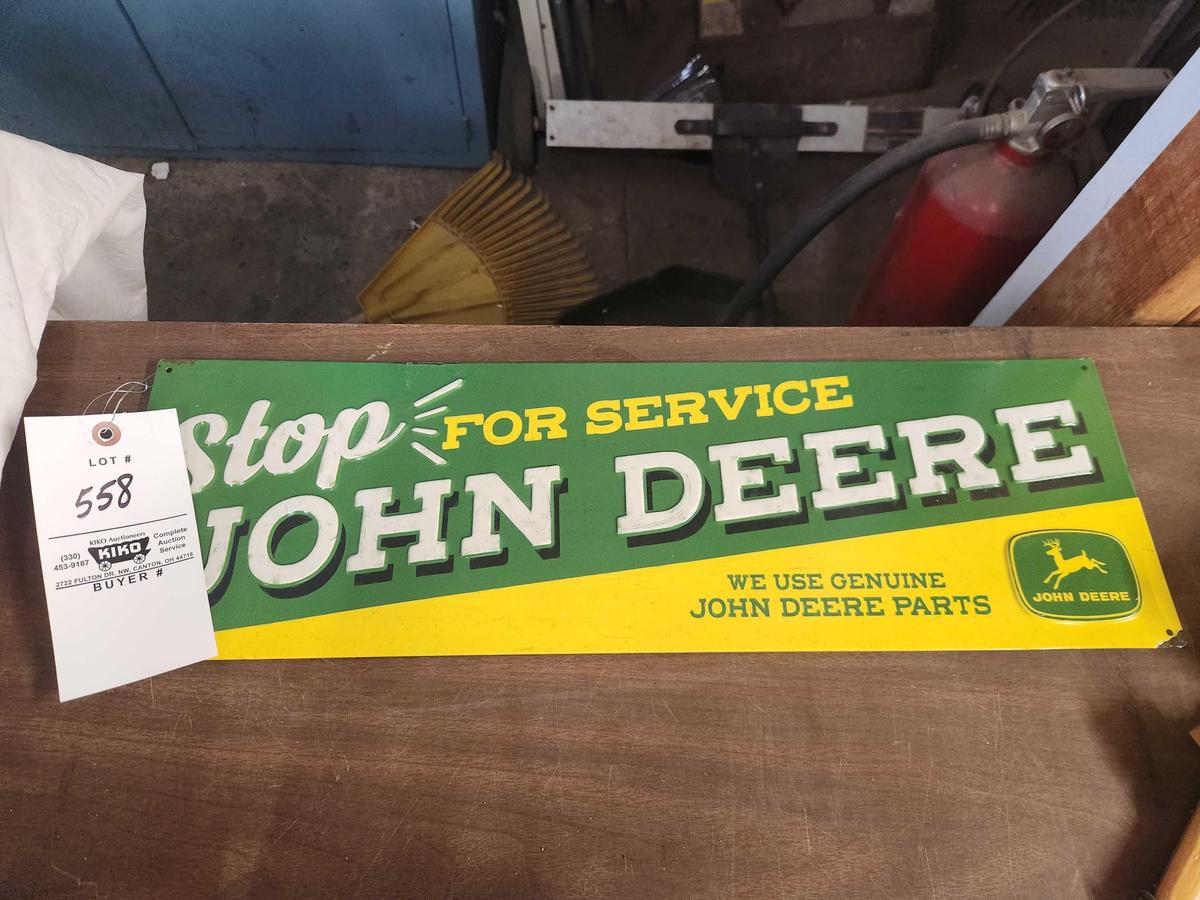 Stop FOR SERVICE
JOHN DEERE
WE USE GENUINE
JOHN DEERE PARTS
JOHN DEERE
LOT #
558
KIKO Auctioneers
(330)
453-9187
KIKO
Complete
Auction
Service
2722 FULTON DR. NW, CANTON, OH 44718
BUYER #